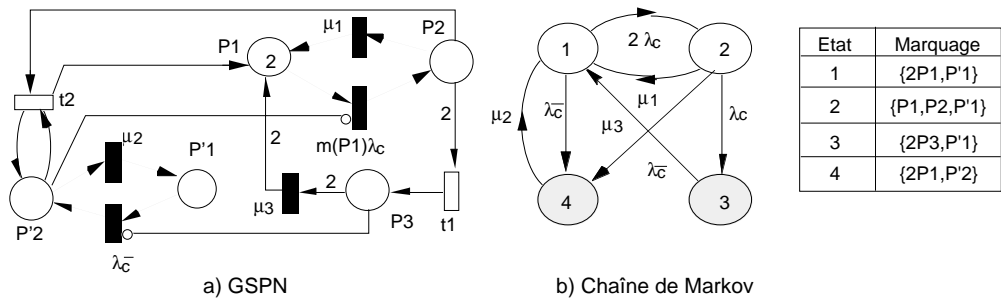 μ1
P2
P1
2
t2
2
μ2
P'1
2
m(P1)λc
2
μ3
P3
t1
P'2
λc̅
a) GSPN
1
2 λc
2
μ1
μ2
λc̅
μ3
λc
λc̅
4
3
b) Chaîne de Markov
Etat Marquage
1 {2P1,P'1}
2 {P1,P2,P'1}
3 {2P3,P'1}
4 {2P1,P'2}